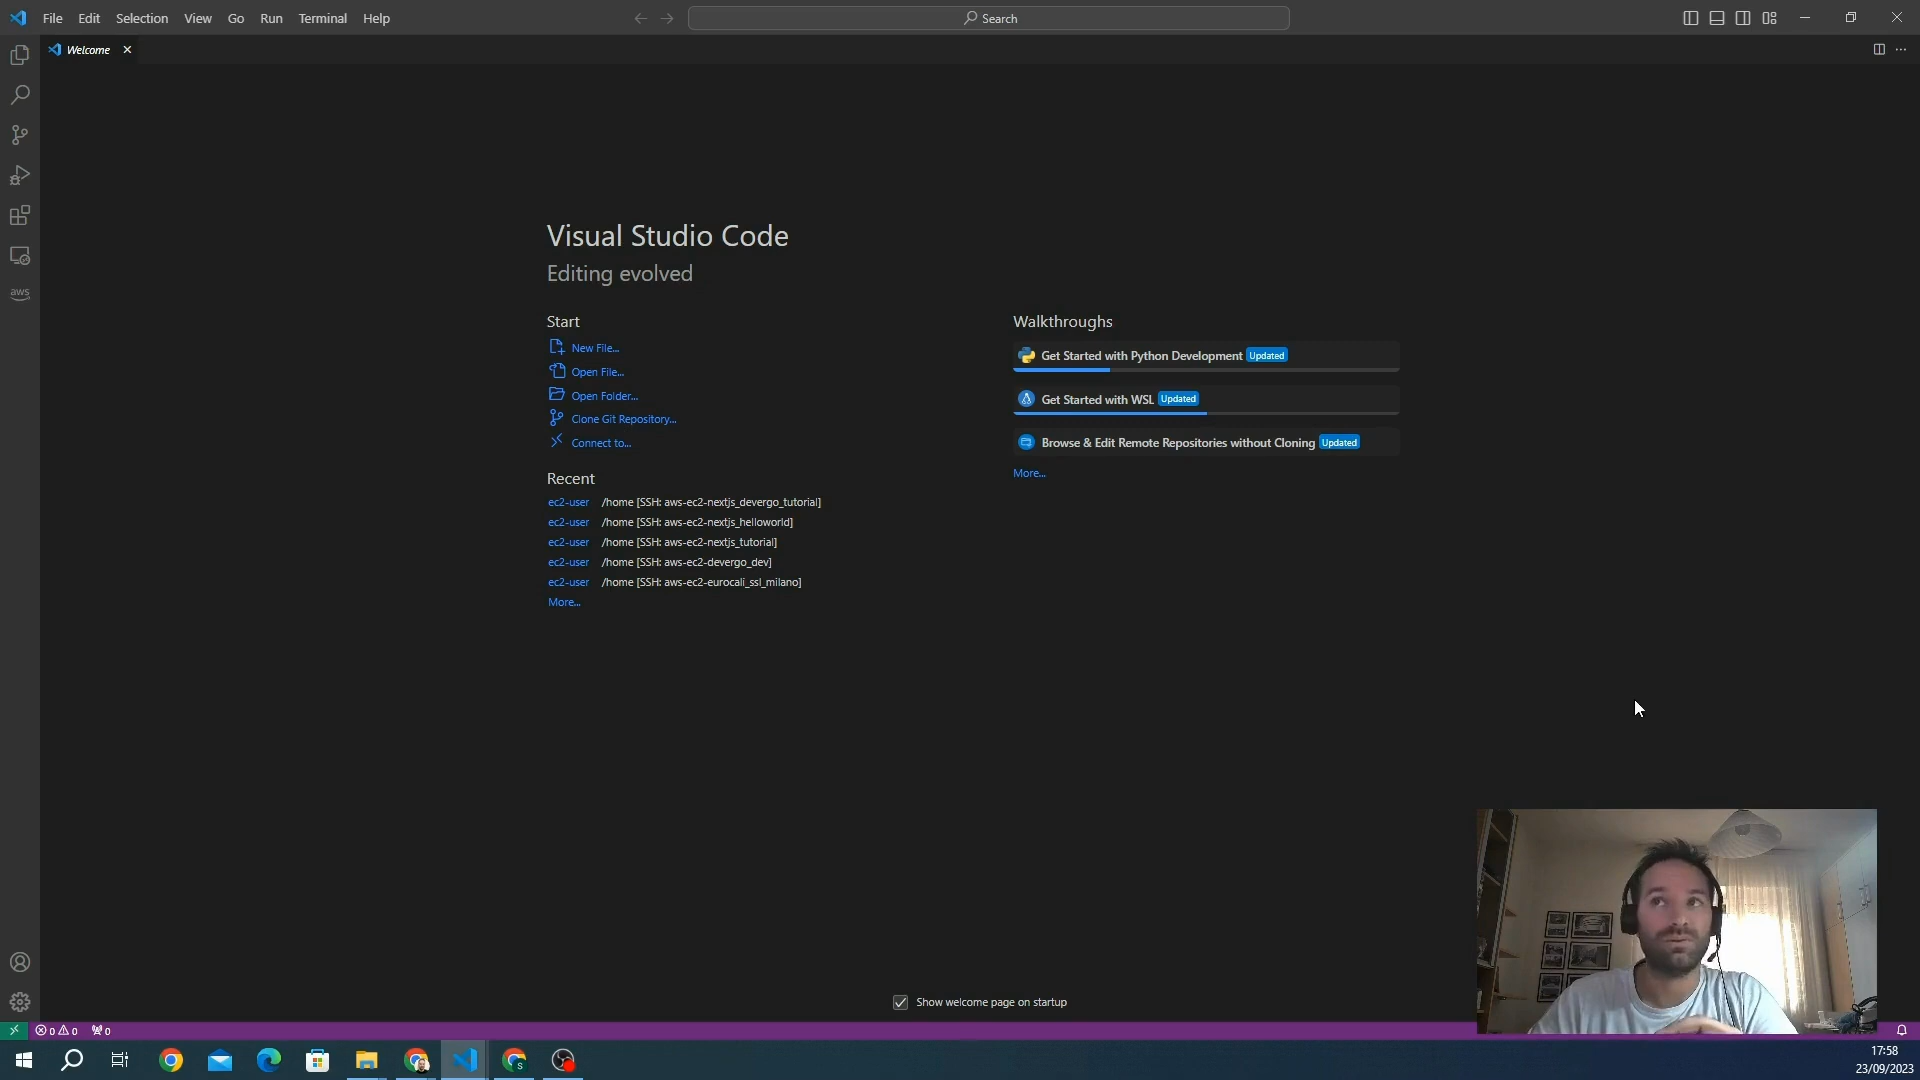 File Edit Selection View Go Run Terminal Help
Search
Welcome
aws
Visual Studio Code
Editing evolved
Start
New File...
Open File...
Open Folder...
Clone Git Repository...
Connect to...
Recent
ec2-user /home [SSH: aws-ec2-nextjs_devergo_tutorial]
ec2-user /home [SSH: aws-ec2-nextjs_helloworld]
ec2-user /home [SSH: aws-ec2-nextjs_tutorial]
ec2-user /home [SSH: aws-ec2-devergo_dev]
ec2-user /home [SSH: aws-ec2-eurocali_ssl_milano]
More...
Walkthroughs
Get Started with Python Development Updated
Get Started with WSL Updated
Browse & Edit Remote Repositories without Cloning Updated
More...
Show welcome page on startup
0 0 0
S
17:58
23/09/2023